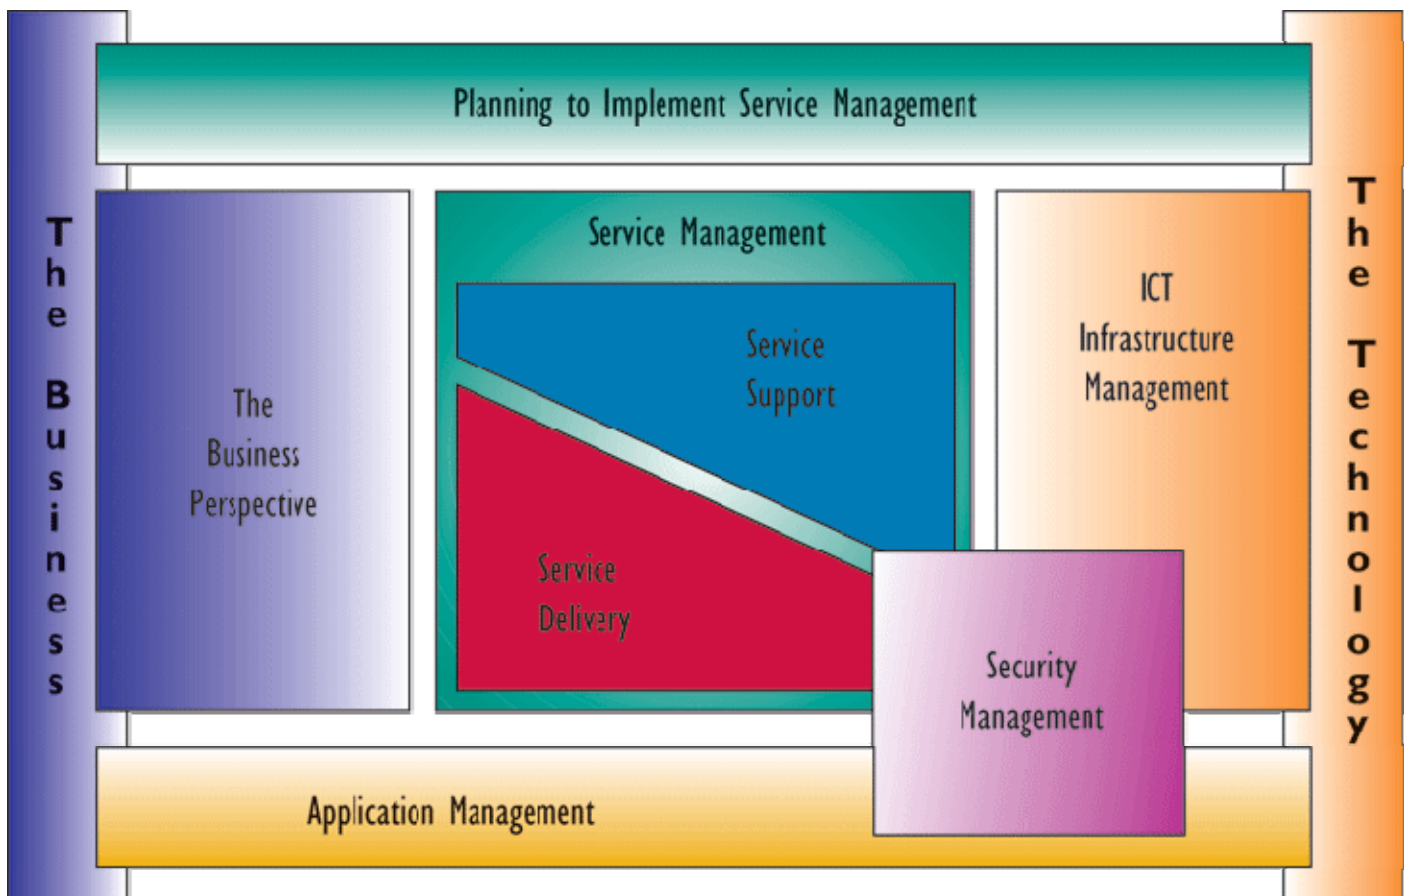 Planning to Implement Service Management
The Business
The
Business
Perspective
Service Management
Service
Support
Service
Delivery
ICT
Infrastructure
Management
Security
Management
The Technology
Application Management